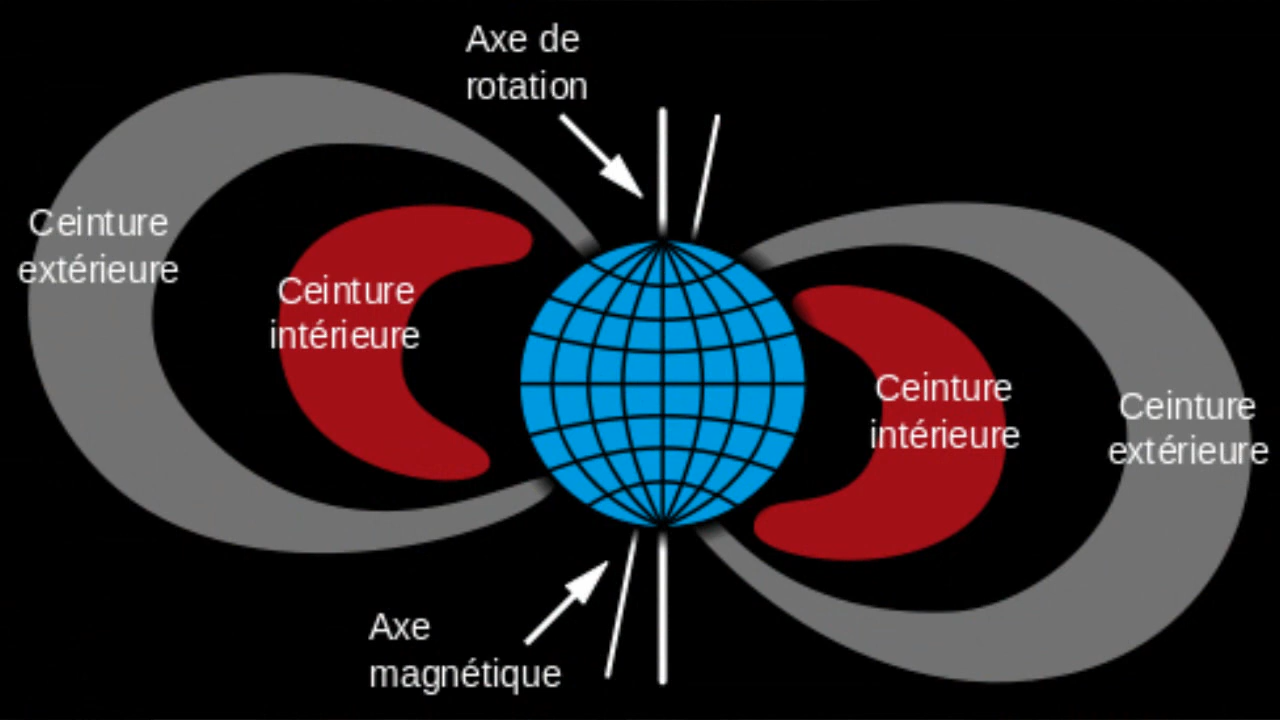 Axe de
rotation
Ceinture
extérieure
Ceinture
intérieure
Ceinture
intérieure
Ceinture
extérieure
Axe
magnétique